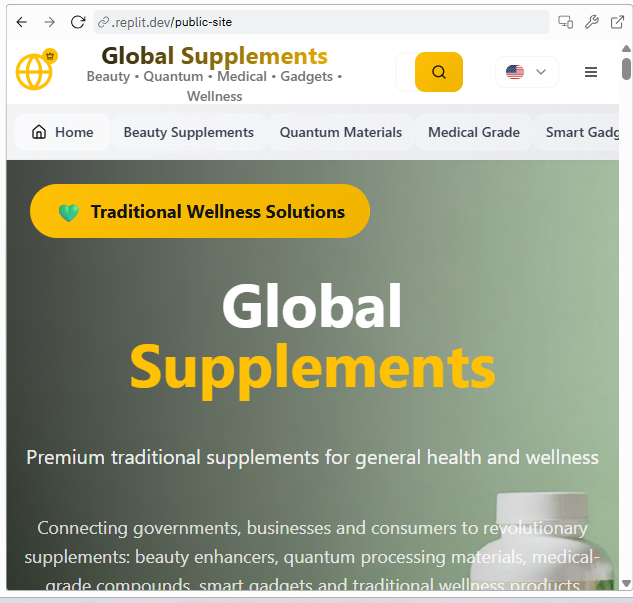 .replit.dev/public-site
Global Supplements
Beauty • Quantum • Medical • Gadgets •
Wellness
Home
Beauty Supplements
Quantum Materials
Medical Grade
Smart Gadg
Traditional Wellness Solutions
Global
Supplements
Premium traditional supplements for general health and wellness
Connecting governments, businesses and consumers to revolutionary
supplements: beauty enhancers, quantum processing materials, medical-
grade compounds, smart gadgets and traditional wellness products